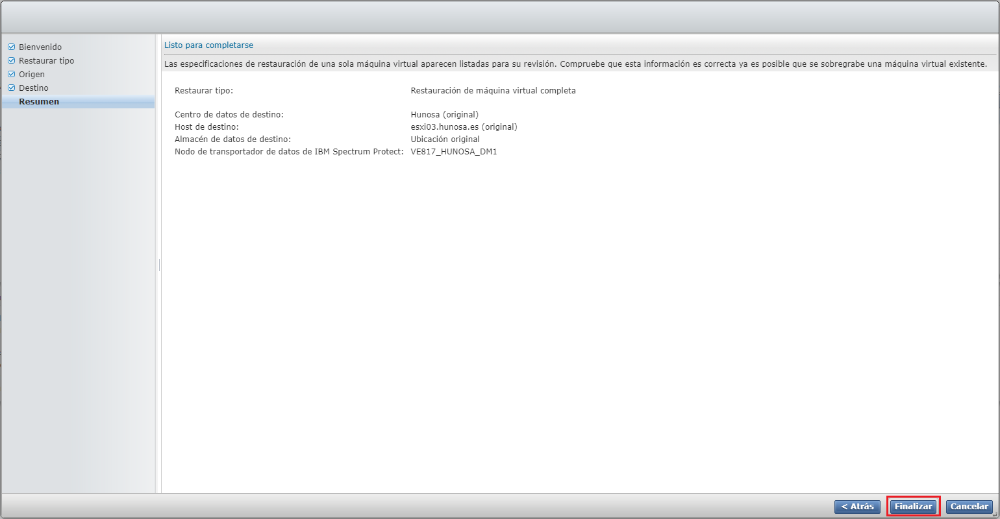 Bienvenido
Restaurar tipo
Origen
Destino
Resumen
Listo para completarse
Las especificaciones de restauración de una sola máquina virtual aparecen listadas para su revisión. Compruebe que esta información es correcta ya es posible que se sobregrabe una máquina virtual existente.
Restaurar tipo: Restauración de máquina virtual completa
Centro de datos de destino: Hunosa (original)
Host de destino: esxi03.hunosa.es (original)
Almacén de datos de destino: Ubicación original
Nodo de transportador de datos de IBM Spectrum Protect: VE817_HUNOSA_DM1
< Atrás Finalizar Cancelar